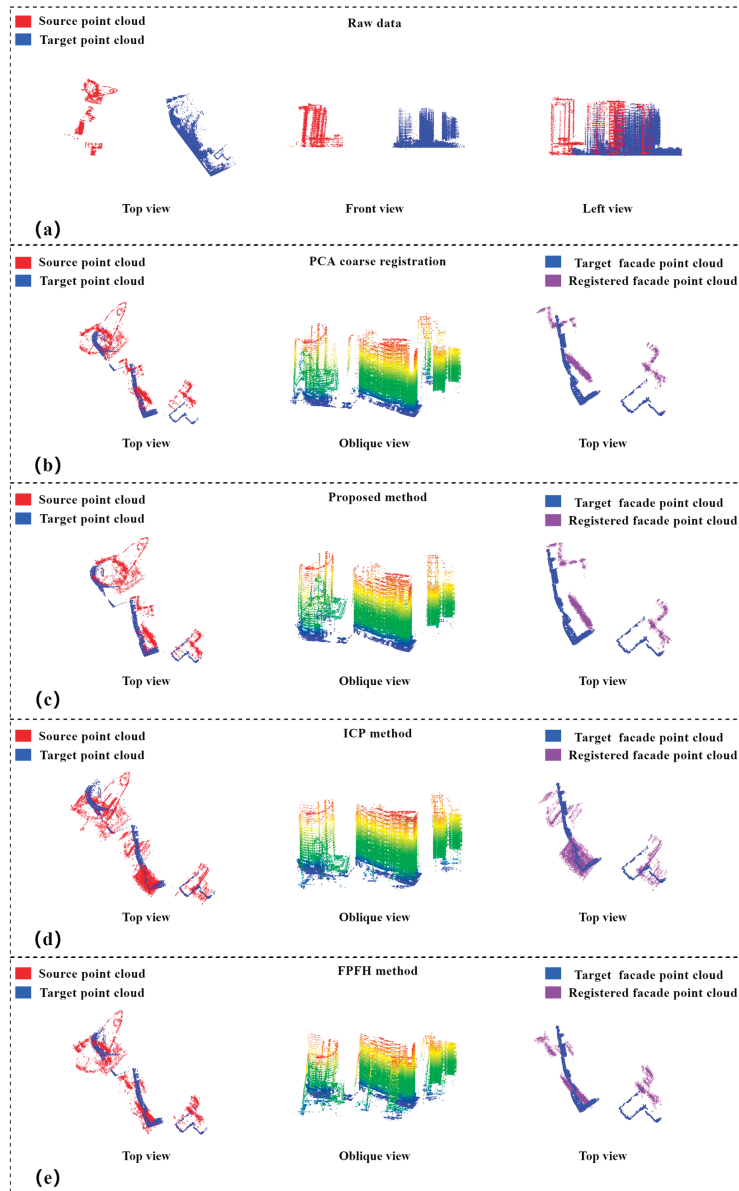 Source point cloud
Target point cloud
Raw data
Top view
Front view
Left view
(a)
Source point cloud
Target point cloud
PCA coarse registration
Target facade point cloud
Registered facade point cloud
Top view
Oblique view
Top view
(b)
Source point cloud
Target point cloud
Proposed method
Target facade point cloud
Registered facade point cloud
Top view
Oblique view
Top view
(c)
Source point cloud
Target point cloud
ICP method
Target facade point cloud
Registered facade point cloud
Top view
Oblique view
Top view
(d)
Source point cloud
Target point cloud
FPFH method
Target facade point cloud
Registered facade point cloud
Top view
Oblique view
Top view
(e)